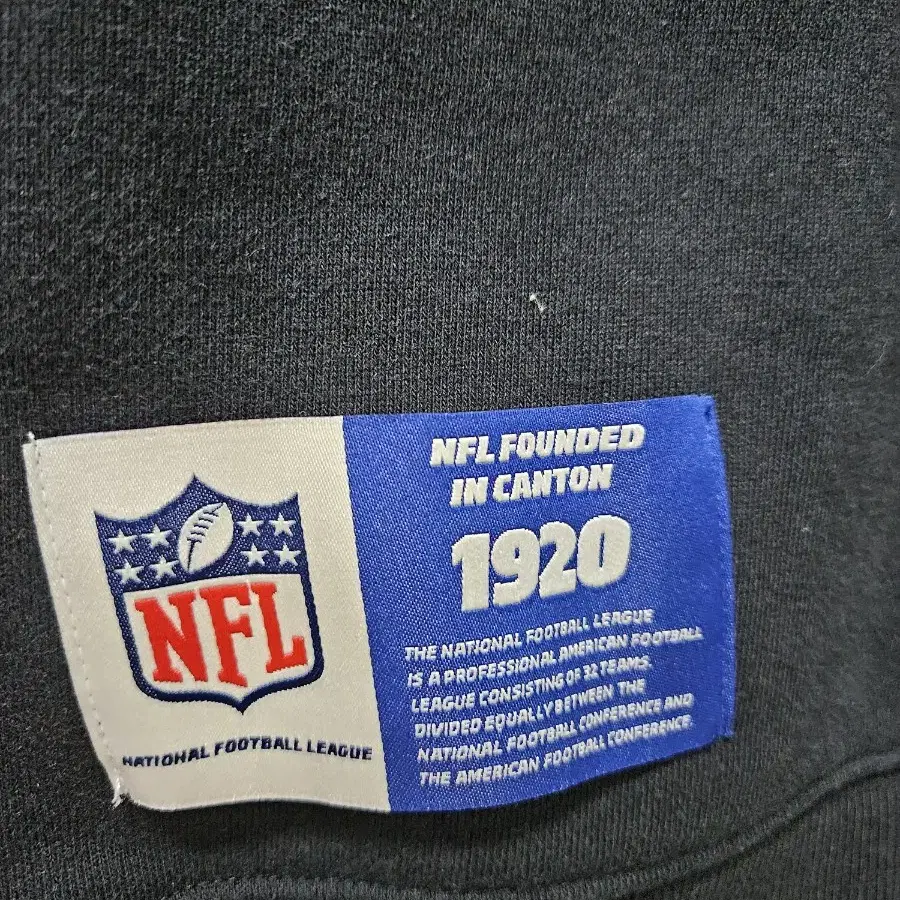 NFL
NATIONAL FOOTBALL LEAGUE
NFL FOUNDED
IN CANTON
1920
THE NATIONAL FOOTBALL LEAGUE
IS A PROFESSIONAL AMERICAN FOOTBALL
LEAGUE CONSISTING OF 32 TEAMS.
DIVIDED EQUALLY BETWEEN THE
NATIONAL FOOTBALL CONFERENCE AND
THE AMERICAN FOOTBALL CONFERENCE.